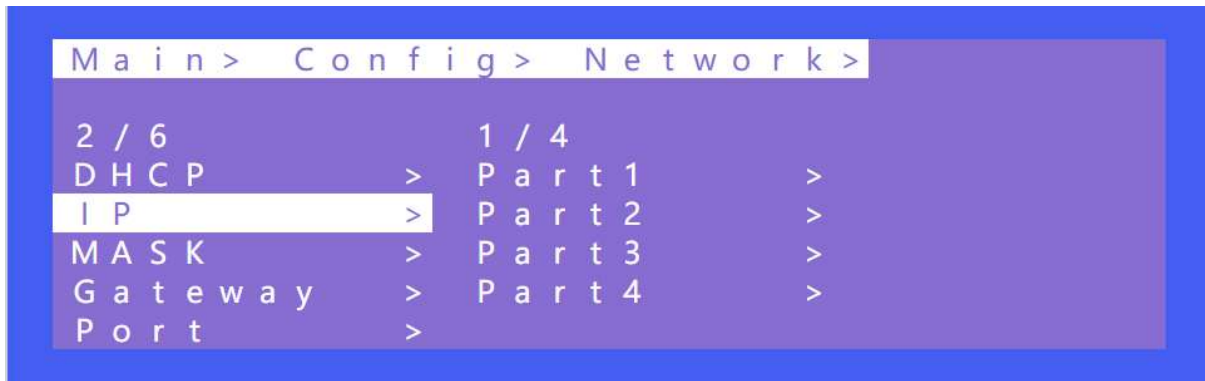 Main> Config> Network>
2/6 1/4
DHCP > Part1 >
IP > Part2 >
MASK > Part3 >
Gateway > Part4 >
Port >